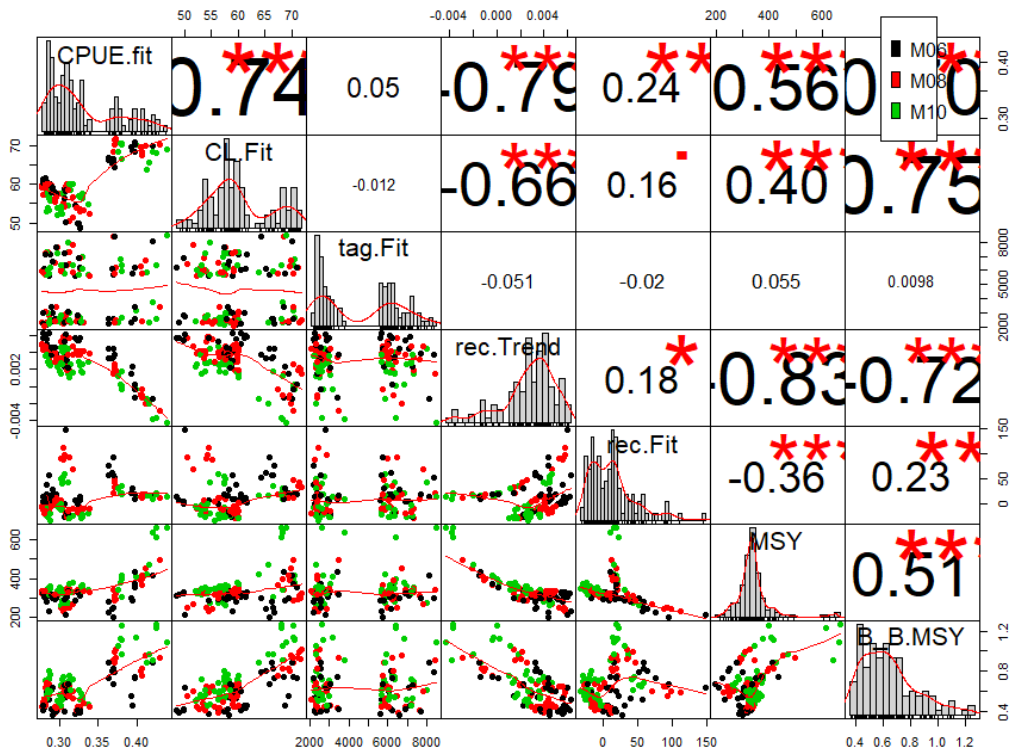 50 55 60 65 70 -0.004 0.000 0.004 200 400 600
CPUE.fit 0.74*** 0.05 -0.79*** 0.24** 0.56*** M06
M08
M10
0.30 0.40
CL.Fit -0.012 -0.66*** 0.16 . 0.40*** 0.75***
50 60 70
tag.Fit -0.051 -0.02 0.055 0.0098
2000 5000 8000
rec.Trend 0.18* -0.83*** -0.72***
-0.004 0.002
rec.Fit -0.36*** 0.23**
0 50 150
MSY 0.51***
200 400 600
B_B.MSY
0.4 0.8 1.2
0.30 0.35 0.40 2000 4000 6000 8000 0 50 100 150 0.4 0.6 0.8 1.0 1.2